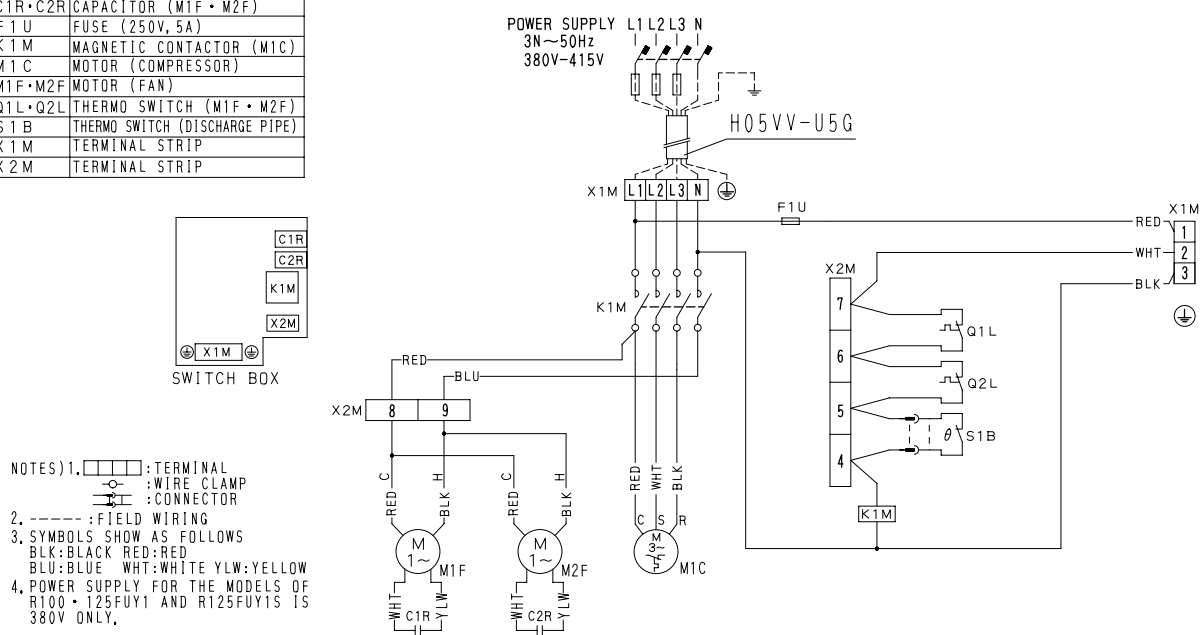 C1R・C2R CAPACITOR (M1F・M2F)
F1U FUSE (250V,5A)
K1M MAGNETIC CONTACTOR (M1C)
M1C MOTOR (COMPRESSOR)
M1F・M2F MOTOR (FAN)
Q1L・Q2L THERMO SWITCH (M1F・M2F)
S1B THERMO SWITCH (DISCHARGE PIPE)
X1M TERMINAL STRIP
X2M TERMINAL STRIP
POWER SUPPLY L1 L2 L3 N
3N~50Hz
380V-415V
H05VV-U5G
X1M L1 L2 L3 N
F1U
X1M
RED 1
WHT 2
BLK 3
C1R
C2R
K1M
X2M
X1M
SWITCH BOX
K1M
RED
BLU
X2M 8 9
X2M
7
6
5
4
Q1L
Q2L
θ S1B
K1M
C H C H
RED BLK RED BLK
RED WHT BLK
C S R
M
1~
M1F
M
1~
M2F
M
3~
M1C
WHT C1R YLW
WHT C2R YLW
NOTES)1. :TERMINAL
:WIRE CLAMP
:CONNECTOR
2. ----- :FIELD WIRING
3. SYMBOLS SHOW AS FOLLOWS
BLK:BLACK RED:RED
BLU:BLUE WHT:WHITE YLW:YELLOW
4. POWER SUPPLY FOR THE MODELS OF
R100・125FUY1 AND R125FUY1S IS
380V ONLY.